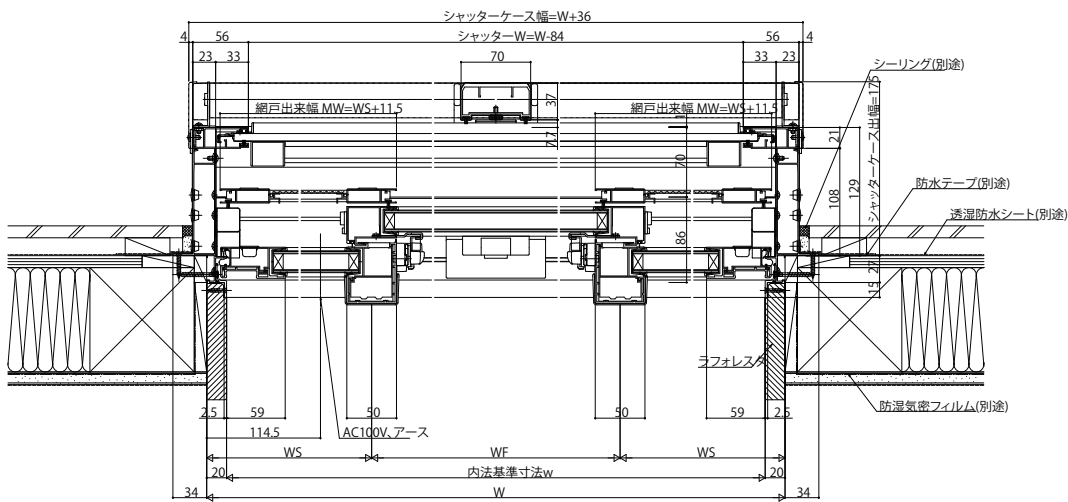 シャッターケース幅=W+36
4
56
シャッターW=W-84
56
4
23
33
70
33
23
シーリング(別途)
37
網戸出来幅 MW=WS+11.5
網戸出来幅 MW=WS+11.5
1
7.7
21
シャッターケース出幅=175
70
129
108
防水テープ(別途)
透湿防水シート(別途)
86
27
15
ラフォレスタ
2.5
59
50
50
59
2.5
防湿気密フィルム(別途)
114.5
AC100V、アース
WS
WF
WS
20
内法基準寸法w
20
34
W
34